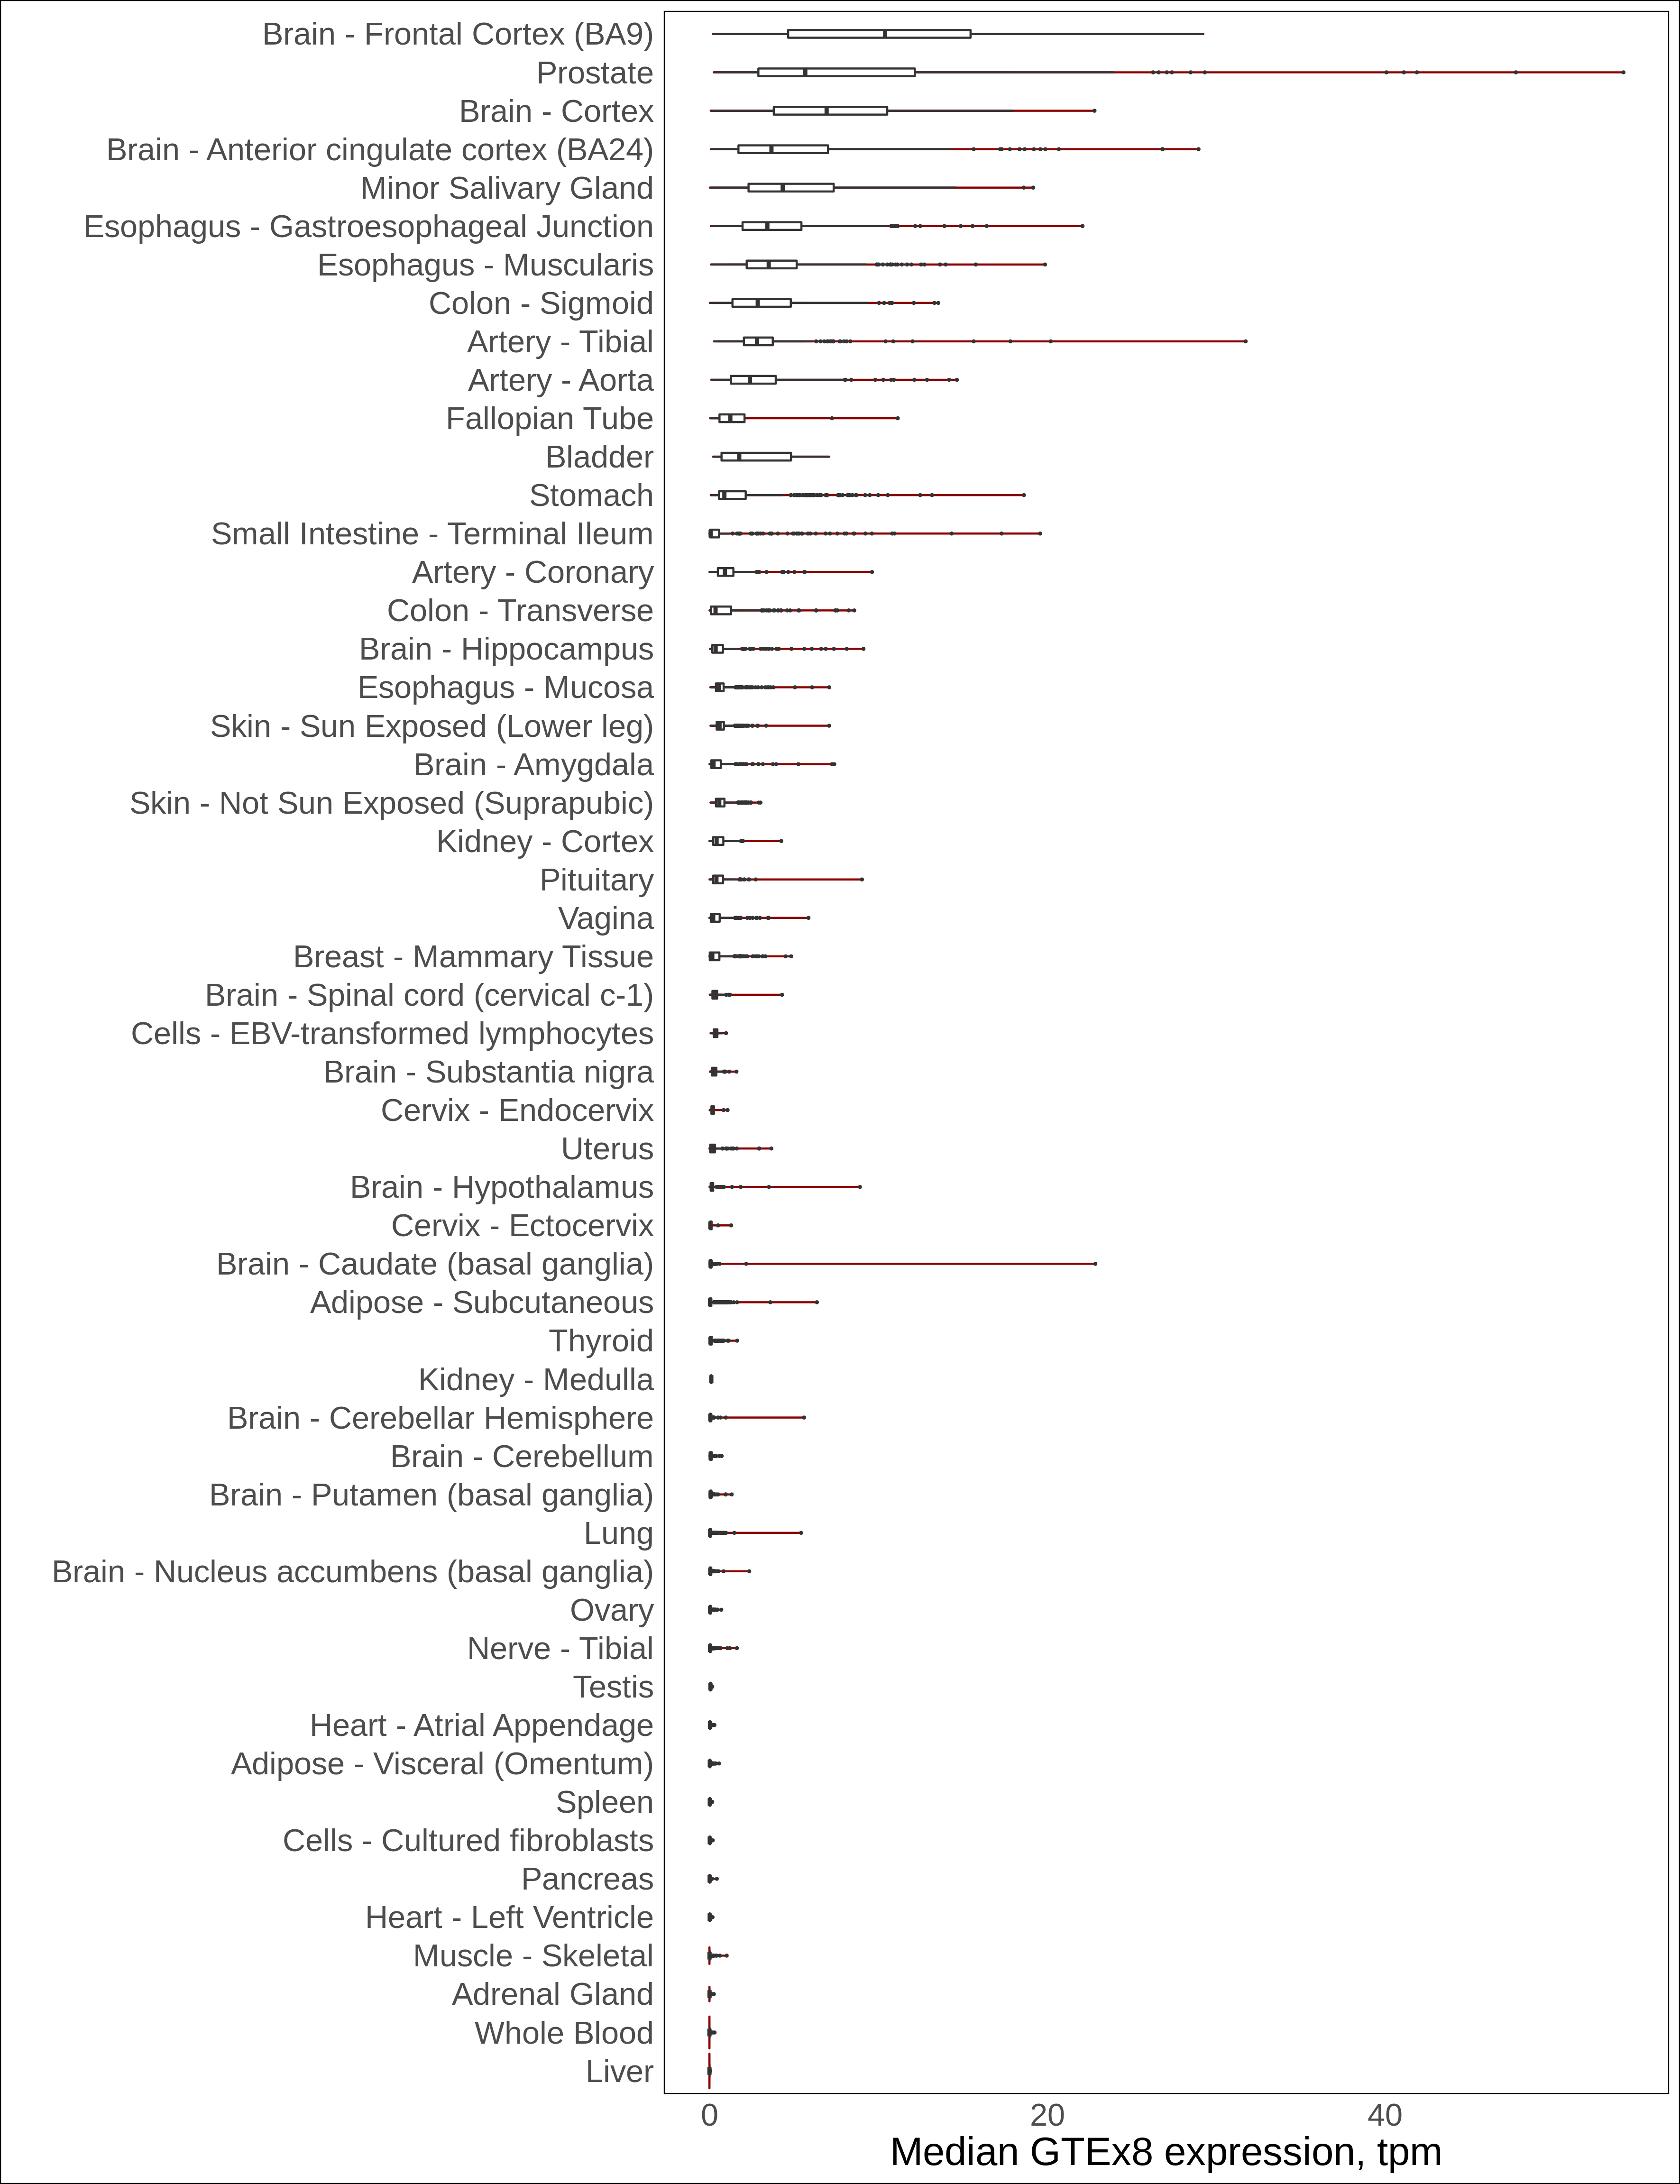 Brain - Frontal Cortex (BA9)
Prostate
Brain - Cortex
Brain - Anterior cingulate cortex (BA24)
Minor Salivary Gland
Esophagus - Gastroesophageal Junction
Esophagus - Muscularis
Colon - Sigmoid
Artery - Tibial
Artery - Aorta
Fallopian Tube
Bladder
Stomach
Small Intestine - Terminal Ileum
Artery - Coronary
Colon - Transverse
Brain - Hippocampus
Esophagus - Mucosa
Skin - Sun Exposed (Lower leg)
Brain - Amygdala
Skin - Not Sun Exposed (Suprapubic)
Kidney - Cortex
Pituitary
Vagina
Breast - Mammary Tissue
Brain - Spinal cord (cervical c-1)
Cells - EBV-transformed lymphocytes
Brain - Substantia nigra
Cervix - Endocervix
Uterus
Brain - Hypothalamus
Cervix - Ectocervix
Brain - Caudate (basal ganglia)
Adipose - Subcutaneous
Thyroid
Kidney - Medulla
Brain - Cerebellar Hemisphere
Brain - Cerebellum
Brain - Putamen (basal ganglia)
Lung
Brain - Nucleus accumbens (basal ganglia)
Ovary
Nerve - Tibial
Testis
Heart - Atrial Appendage
Adipose - Visceral (Omentum)
Spleen
Cells - Cultured fibroblasts
Pancreas
Heart - Left Ventricle
Muscle - Skeletal
Adrenal Gland
Whole Blood
Liver
0 20 40
Median GTEx8 expression, tpm